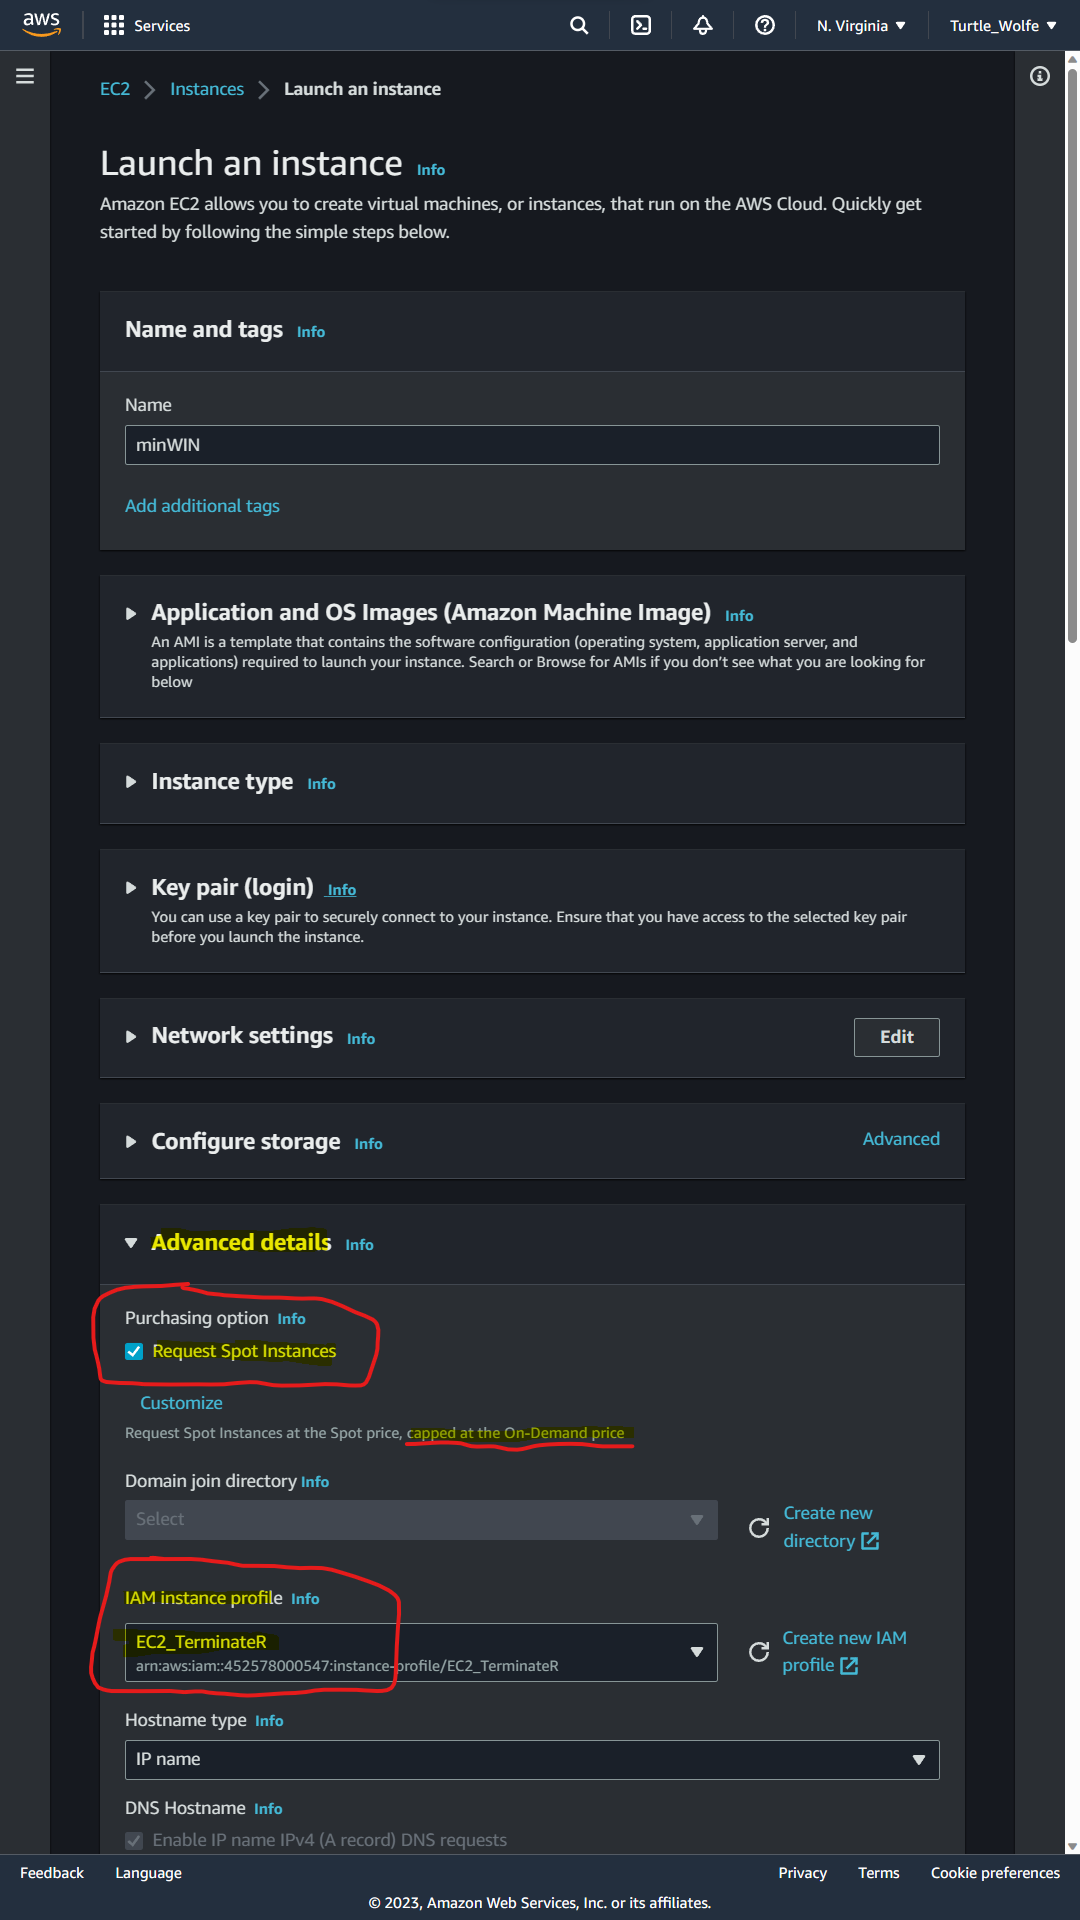 aws
Services
N. Virginia
Turtle_Wolfe
EC2
Instances
Launch an instance
Launch an instance Info
Amazon EC2 allows you to create virtual machines, or instances, that run on the AWS Cloud. Quickly get
started by following the simple steps below.
Name and tags Info
Name
minWIN
Add additional tags
Application and OS Images (Amazon Machine Image) Info
An AMI is a template that contains the software configuration (operating system, application server, and
applications) required to launch your instance. Search or Browse for AMIs if you don’t see what you are looking for
below
Instance type Info
Key pair (login) Info
You can use a key pair to securely connect to your instance. Ensure that you have access to the selected key pair
before you launch the instance.
Network settings Info
Edit
Configure storage Info
Advanced
Advanced details Info
Purchasing option Info
Request Spot Instances
Customize
Request Spot Instances at the Spot price, capped at the On-Demand price
Domain join directory Info
Select
Create new
directory
IAM instance profile Info
EC2_TerminateR
arn:aws:iam::452578000547:instance-profile/EC2_TerminateR
Create new IAM
profile
Hostname type Info
IP name
DNS Hostname Info
Enable IP name IPv4 (A record) DNS requests
Feedback
Language
Privacy
Terms
Cookie preferences
© 2023, Amazon Web Services, Inc. or its affiliates.